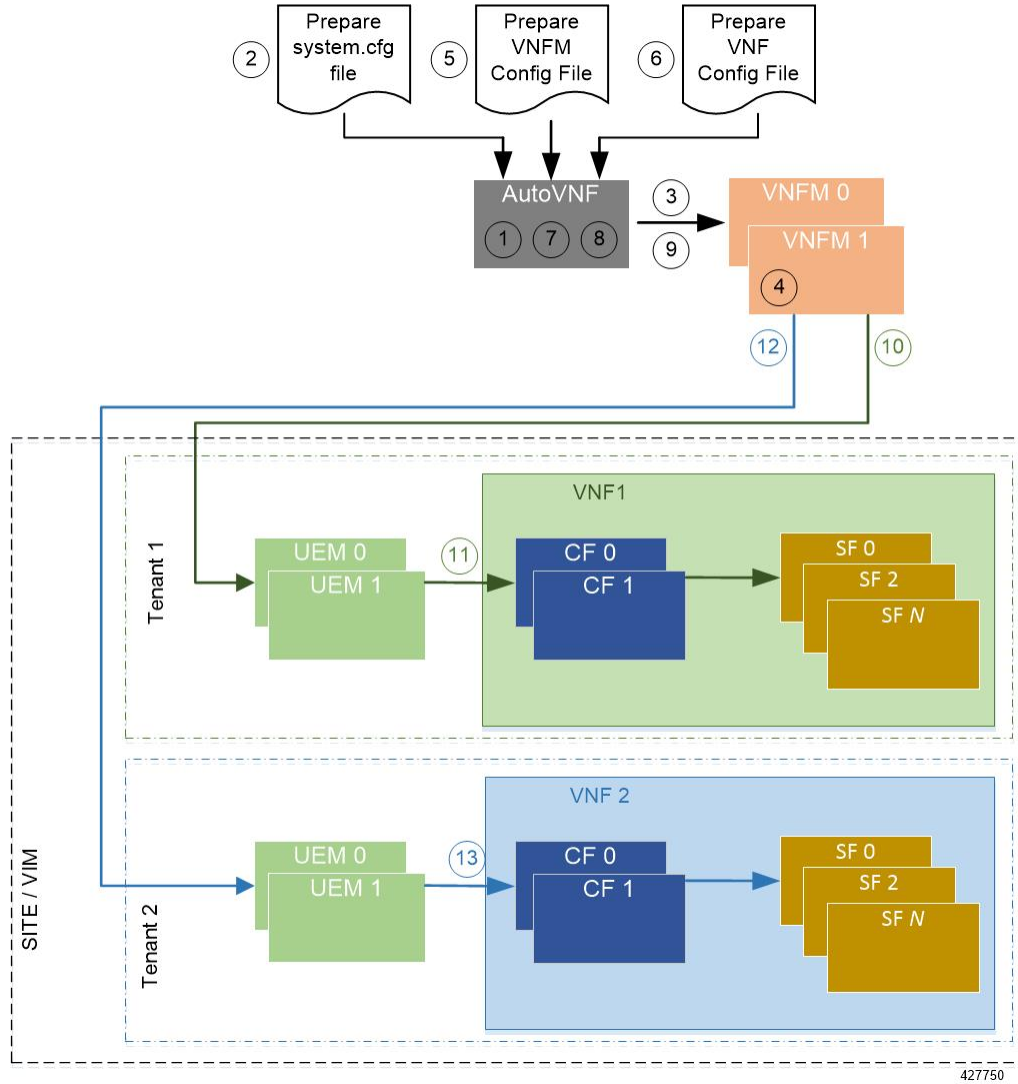 2
Prepare
system.cfg
file
5
Prepare
VNFM
Config File
6
Prepare
VNF
Config File
AutoVNF
1
7
8
3
9
VNFM 0
VNFM 1
4
12
10
SITE / VIM
Tenant 1
VNF1
UEM 0
UEM 1
11
CF 0
CF 1
SF 0
SF 2
SF N
Tenant 2
VNF 2
UEM 0
UEM 1
13
CF 0
CF 1
SF 0
SF 2
SF N
427750